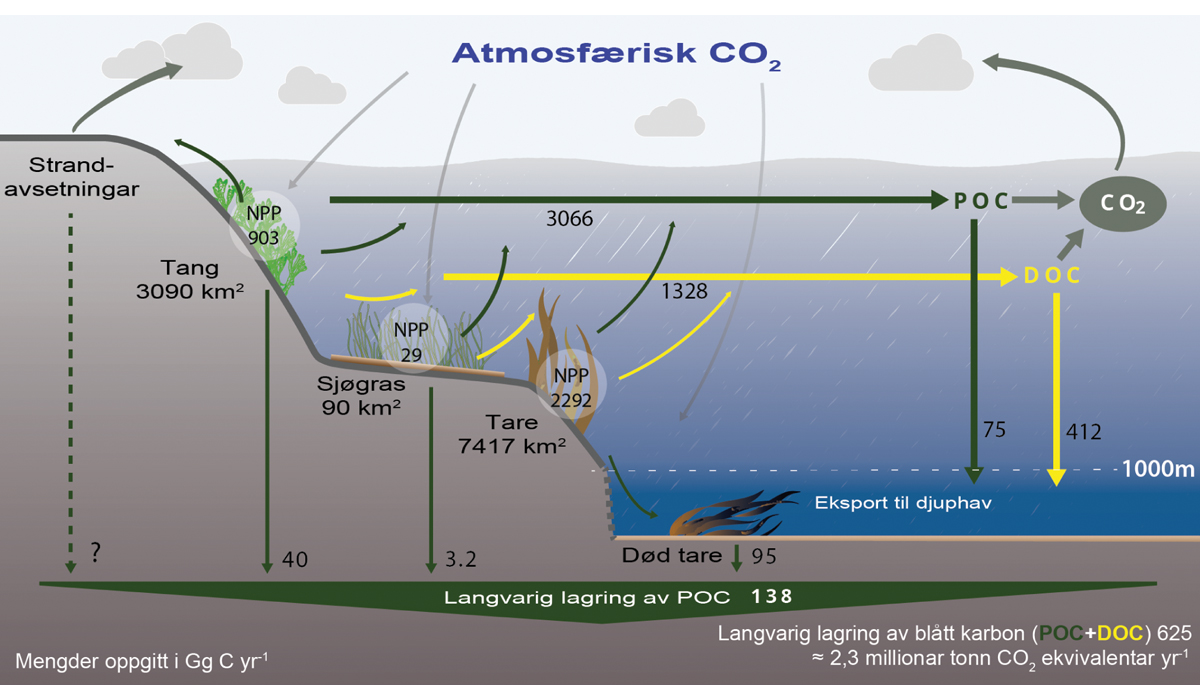 Atmosfærisk CO₂
Strand-
avsetningar
NPP
903
3066
POC
CO₂
Tang
3090 km²
1328
DOC
NPP
29
Sjøgras
90 km²
NPP
2292
Tare
7417 km²
75
412
1000m
Eksport til djuphav
?
40
3.2
Død tare
95
Langvarig lagring av POC 138
Langvarig lagring av blått karbon (POC+DOC) 625
≈ 2,3 millionar tonn CO₂ ekvivalentar yr⁻¹
Mengder oppgitt i Gg C yr⁻¹